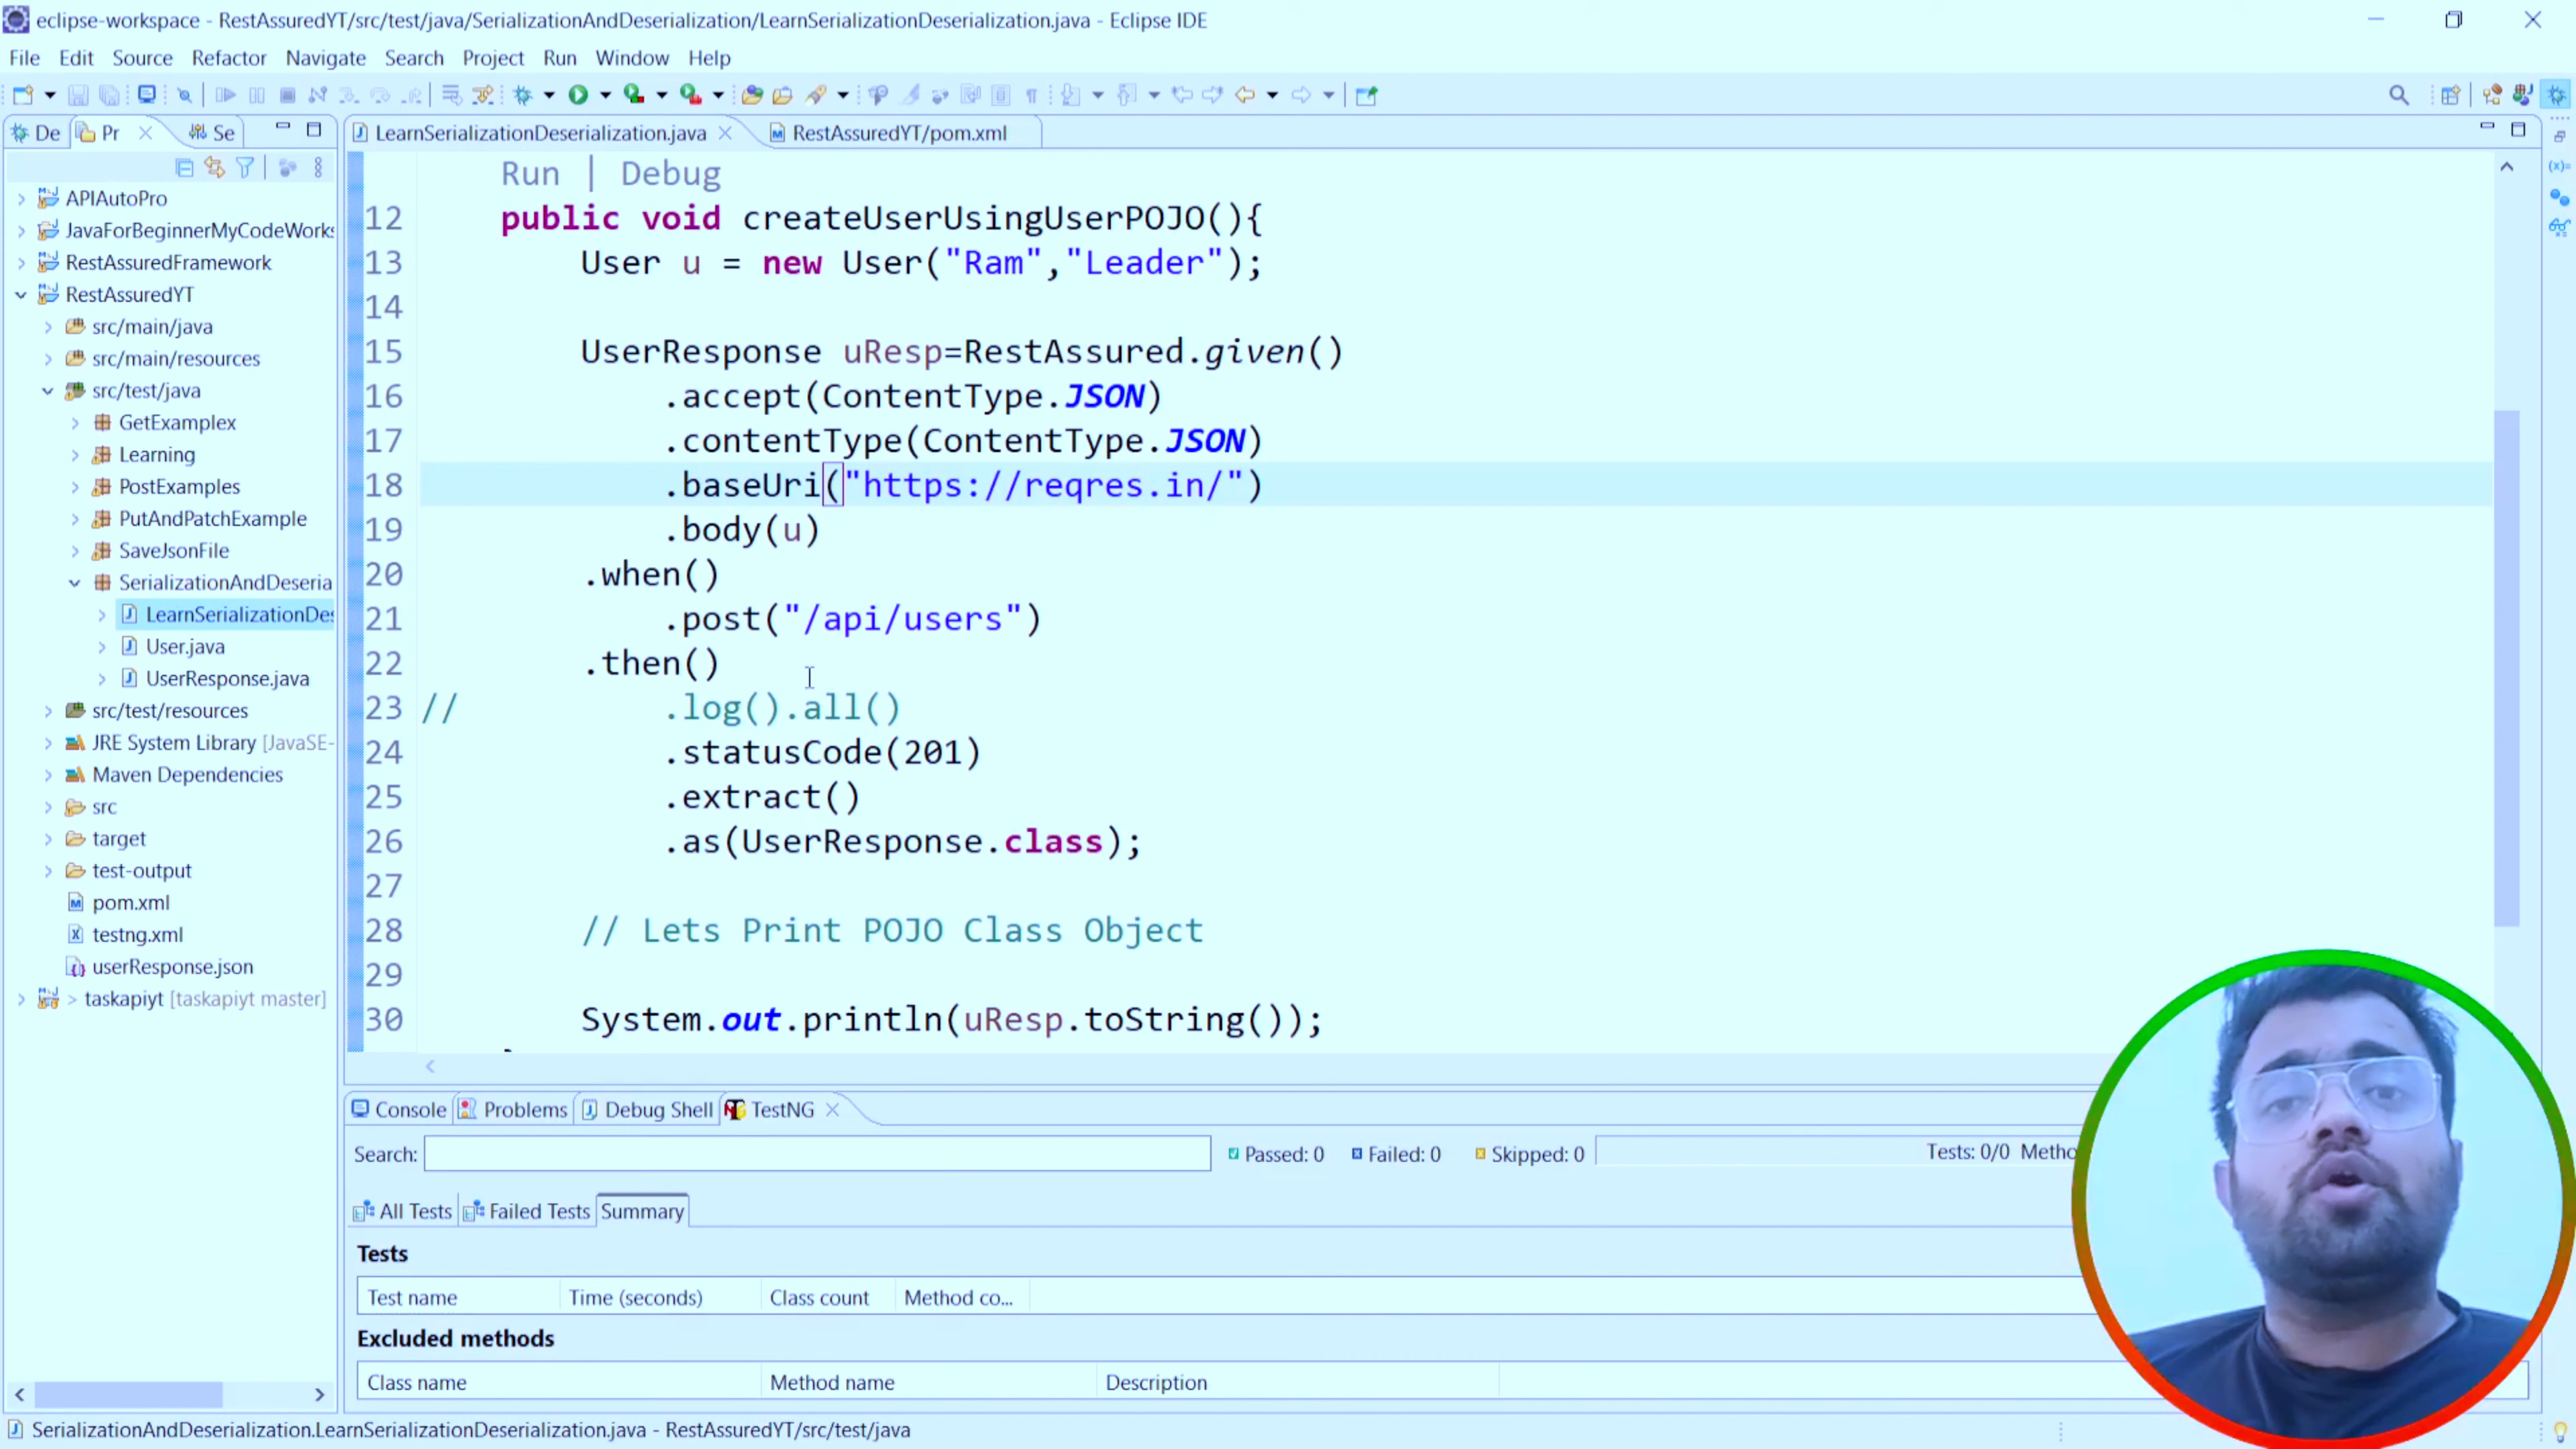 eclipse-workspace - RestAssuredYT/src/test/java/SerializationAndDeserialization/LearnSerializationDeserialization.java - Eclipse IDE
File Edit Source Refactor Navigate Search Project Run Window Help
De Pr Se
LearnSerializationDeserialization.java RestAssuredYT/pom.xml
APIAutoPro
JavaForBeginnerMyCodeWorks
RestAssuredFramework
RestAssuredYT
src/main/java
src/main/resources
src/test/java
GetExamplex
Learning
PostExamples
PutAndPatchExample
SaveJsonFile
SerializationAndDeseria
LearnSerializationDes
User.java
UserResponse.java
src/test/resources
JRE System Library [JavaSE-
Maven Dependencies
src
target
test-output
pom.xml
testng.xml
userResponse.json
> taskapiyt [taskapiyt master]
Run | Debug
12 public void createUserUsingUserPOJO(){
13 User u = new User("Ram","Leader");
14
15 UserResponse uResp=RestAssured.given()
16 .accept(ContentType.JSON)
17 .contentType(ContentType.JSON)
18 .baseUri("https://reqres.in/")
19 .body(u)
20 .when()
21 .post("/api/users")
22 .then()
23 // .log().all()
24 .statusCode(201)
25 .extract()
26 .as(UserResponse.class);
27
28 // Lets Print POJO Class Object
29
30 System.out.println(uResp.toString());
Console Problems Debug Shell TestNG
Search: Passed: 0 Failed: 0 Skipped: 0 Tests: 0/0 Metho
All Tests Failed Tests Summary
Tests
Test name Time (seconds) Class count Method co...
Excluded methods
Class name Method name Description
SerializationAndDeserialization.LearnSerializationDeserialization.java - RestAssuredYT/src/test/java